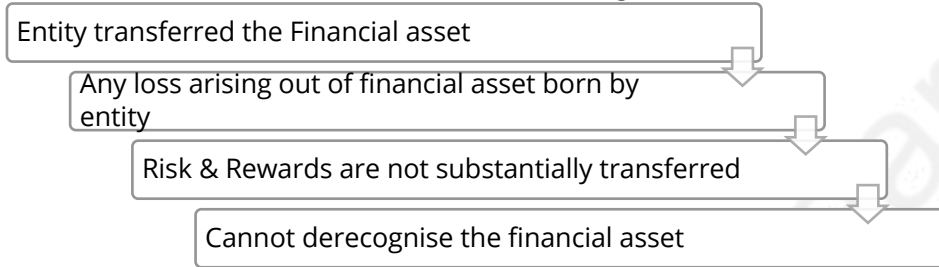 Entity transferred the Financial asset
Any loss arising out of financial asset born by
entity
Risk & Rewards are not substantially transferred
Cannot derecognise the financial asset